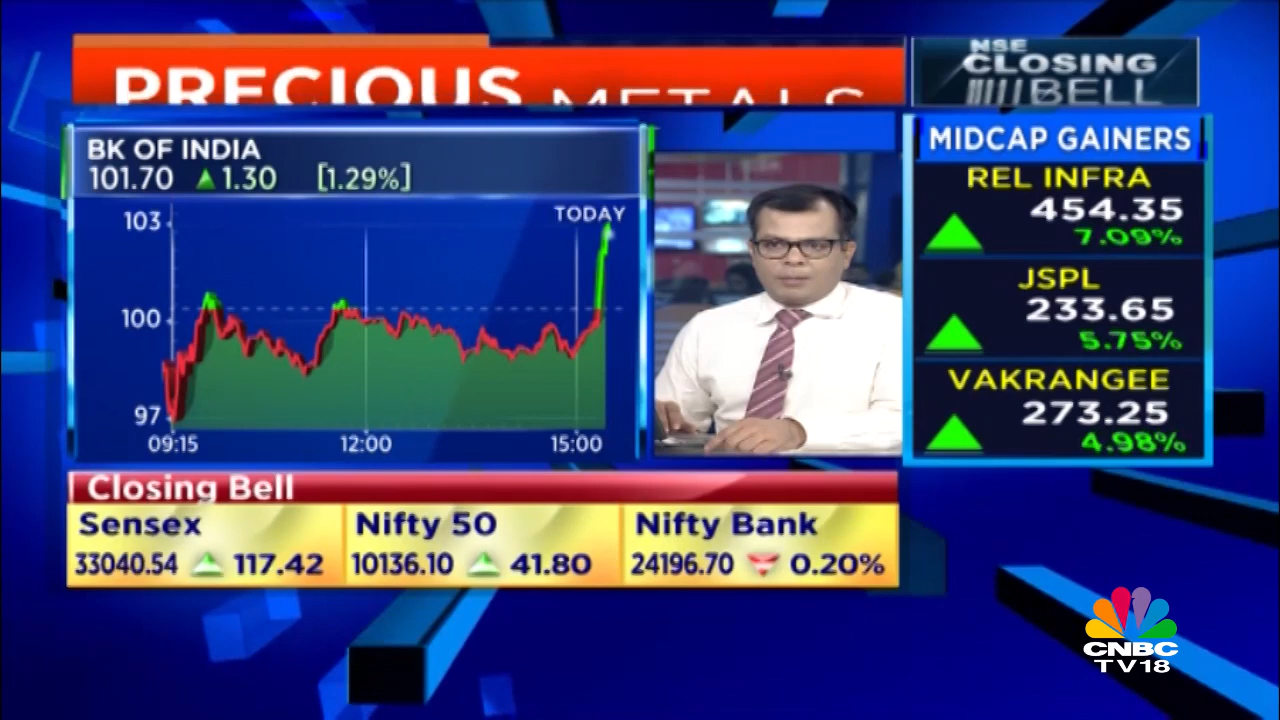 PRECIOUS METALS
NSE
CLOSING
BELL
BK OF INDIA
101.70 1.30 [1.29%]
TODAY
103
100
97
09:15 12:00 15:00
MIDCAP GAINERS
REL INFRA
454.35
7.09%
JSPL
233.65
5.75%
VAKRANGEE
273.25
4.98%
Closing Bell
Sensex
33040.54 117.42
Nifty 50
10136.10 41.80
Nifty Bank
24196.70 0.20%
CNBC
TV18